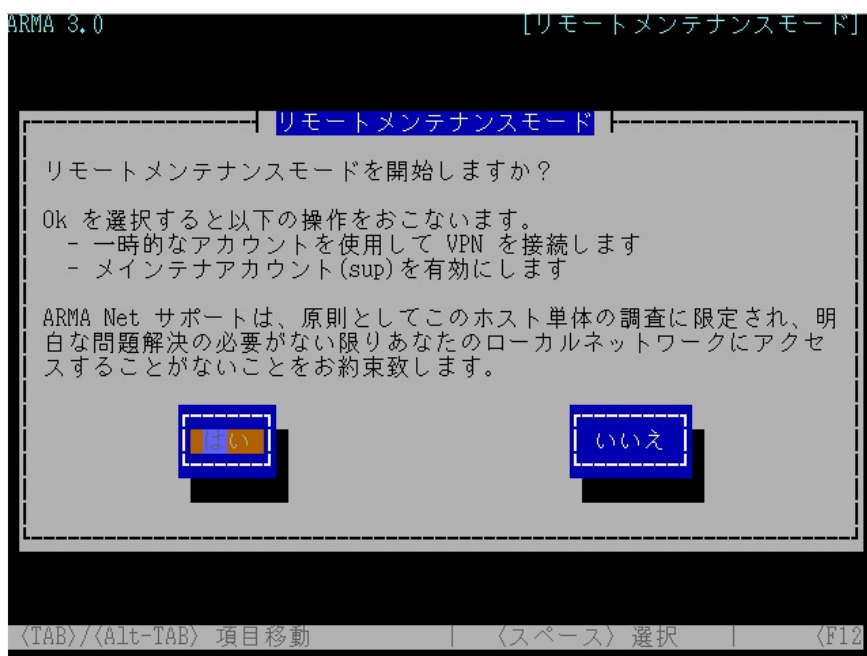 ARMA 3.0 [リモートメンテナンスモード]
リモートメンテナンスモード
リモートメンテナンスモードを開始しますか？
Ok を選択すると以下の操作をおこないます。
- 一時的なアカウントを使用して VPN を接続します
- メインテナアカウント(sup)を有効にします
ARMA Net サポートは、原則としてこのホスト単体の調査に限定され、明
白な問題解決の必要がない限りあなたのローカルネットワークにアクセ
スすることがないことをお約束致します。
はい いいえ
<TAB>/<Alt-TAB> 項目移動 | <スペース> 選択 | <F12